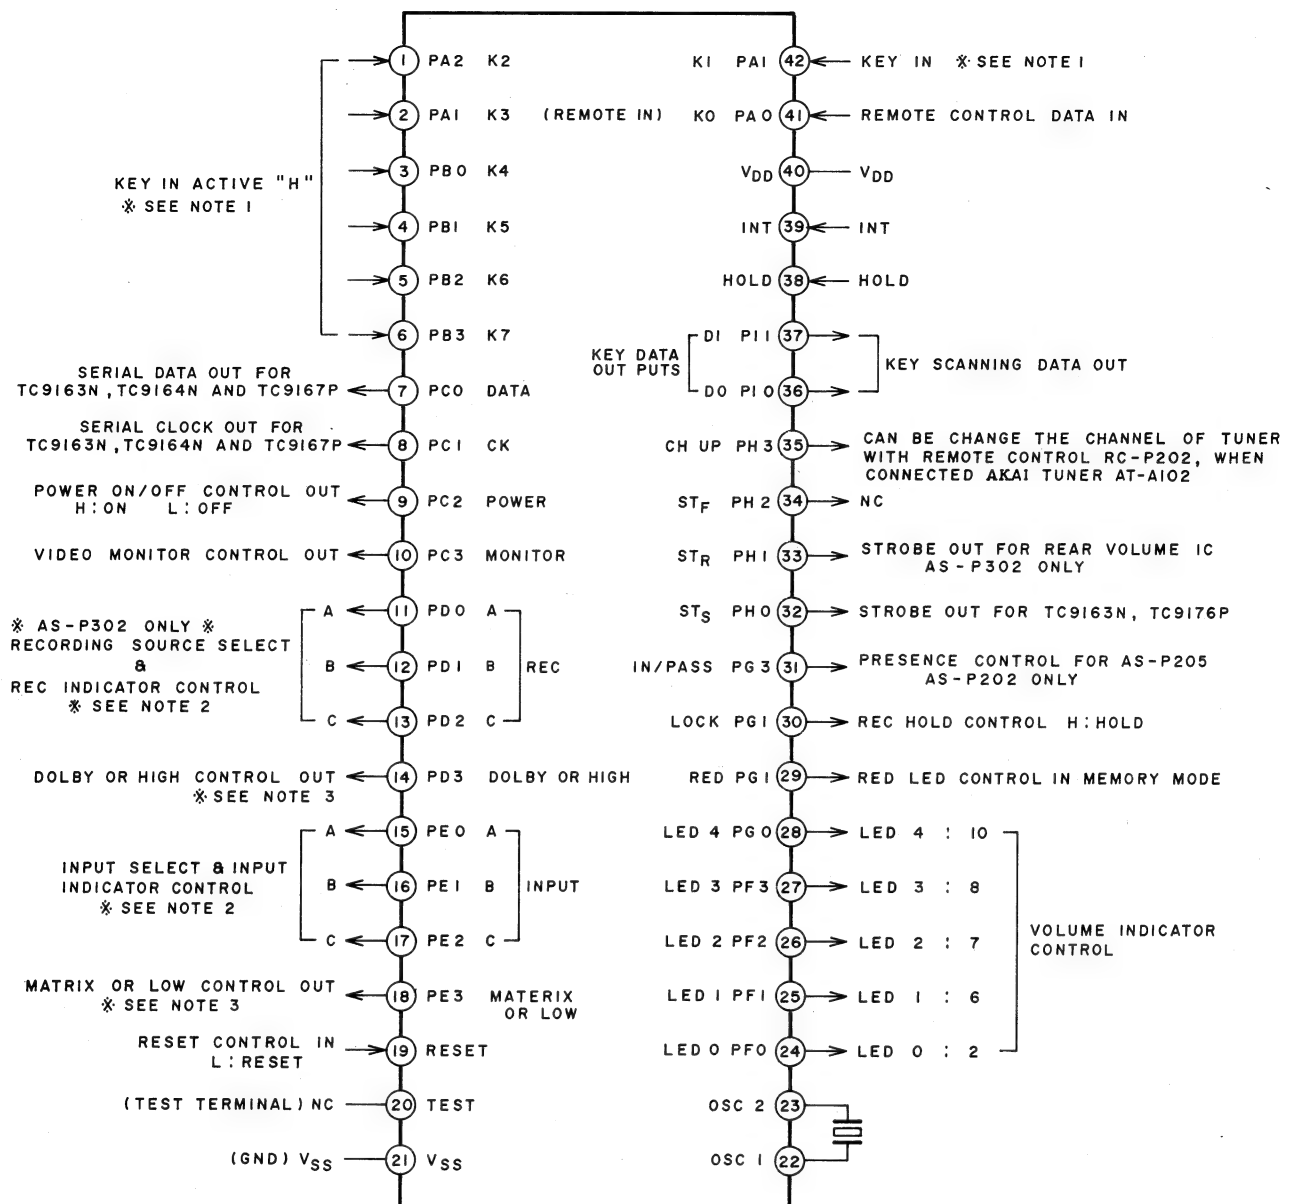 KEY IN ACTIVE "H"
※ SEE NOTE 1
1 PA2 K2
2 PA1 K3
3 PB0 K4
4 PB1 K5
5 PB2 K6
6 PB3 K7
SERIAL DATA OUT FOR
TC9163N, TC9164N AND TC9167P
7 PC0 DATA
SERIAL CLOCK OUT FOR
TC9163N, TC9164N AND TC9167P
8 PC1 CK
POWER ON/OFF CONTROL OUT
H:ON L:OFF
9 PC2 POWER
VIDEO MONITOR CONTROL OUT 10 PC3 MONITOR
※ AS-P302 ONLY ※
RECORDING SOURCE SELECT
&
REC INDICATOR CONTROL
※ SEE NOTE 2
A 11 PD0 A
B 12 PD1 B REC
C 13 PD2 C
DOLBY OR HIGH CONTROL OUT 14 PD3 DOLBY OR HIGH
※ SEE NOTE 3
INPUT SELECT & INPUT
INDICATOR CONTROL
※ SEE NOTE 2
A 15 PE0 A
B 16 PE1 B INPUT
C 17 PE2 C
MATRIX OR LOW CONTROL OUT
※ SEE NOTE 3
18 PE3 MATERIX
OR LOW
RESET CONTROL IN
L:RESET
19 RESET
(TEST TERMINAL) NC 20 TEST
(GND) VSS 21 VSS
K1 PA1 42 KEY IN ※ SEE NOTE 1
(REMOTE IN) K0 PA0 41 REMOTE CONTROL DATA IN
VDD 40 VDD
INT 39 INT
HOLD 38 HOLD
KEY DATA
OUT PUTS
D1 PI1 37
D0 PI0 36
KEY SCANNING DATA OUT
CH UP PH3 35 CAN BE CHANGE THE CHANNEL OF TUNER
WITH REMOTE CONTROL RC-P202, WHEN
CONNECTED AKAI TUNER AT-A102
STF PH2 34 NC
STR PH1 33 STROBE OUT FOR REAR VOLUME IC
AS-P302 ONLY
STS PH0 32 STROBE OUT FOR TC9163N, TC9176P
IN/PASS PG3 31 PRESENCE CONTROL FOR AS-P205
AS-P202 ONLY
LOCK PG1 30 REC HOLD CONTROL H:HOLD
RED PG1 29 RED LED CONTROL IN MEMORY MODE
LED 4 PG0 28 LED 4 : 10
LED 3 PF3 27 LED 3 : 8
LED 2 PF2 26 LED 2 : 7
LED 1 PF1 25 LED 1 : 6
LED 0 PF0 24 LED 0 : 2
VOLUME INDICATOR
CONTROL
OSC 2 23
OSC 1 22